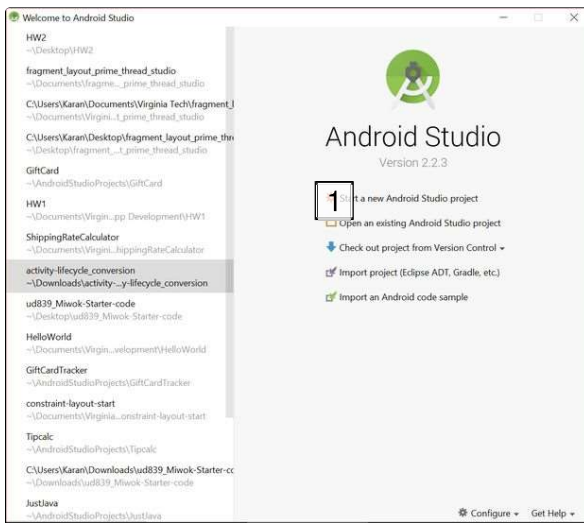 Welcome to Android Studio
HW2
~\Desktop\HW2
fragment_layout_prime_thread_studio
~\Documents\fragme..._prime_thread_studio
C:\Users\Karan\Documents\Virginia Tech\fragment_l
~\Documents\Virgini...t_prime_thread_studio
C:\Users\Karan\Desktop\fragment_layout_prime_thre
~\Desktop\fragment_...t_prime_thread_studio
GiftCard
~\AndroidStudioProjects\GiftCard
HW1
~\Documents\Virgin...pp Development\HW1
ShippingRateCalculator
~\Documents\Virgini...hippingRateCalculator
activity-lifecycle_conversion
~\Downloads\activity-...y-lifecycle_conversion
ud839_Miwok-Starter-code
~\Desktop\ud839_Miwok-Starter-code
HelloWorld
~\Documents\Virgin...velopment\HelloWorld
GiftCardTracker
~\AndroidStudioProjects\GiftCardTracker
constraint-layout-start
~\Documents\Virginia...onstraint-layout-start
Tipcalc
~\AndroidStudioProjects\Tipcalc
C:\Users\Karan\Downloads\ud839_Miwok-Starter-cc
~\Downloads\ud839_Miwok-Starter-code
JustJava
~\AndroidStudioProjects\JustJava
Android Studio
Version 2.2.3
1
Start a new Android Studio project
Open an existing Android Studio project
Check out project from Version Control
Import project (Eclipse ADT, Gradle, etc.)
Import an Android code sample
Configure Get Help